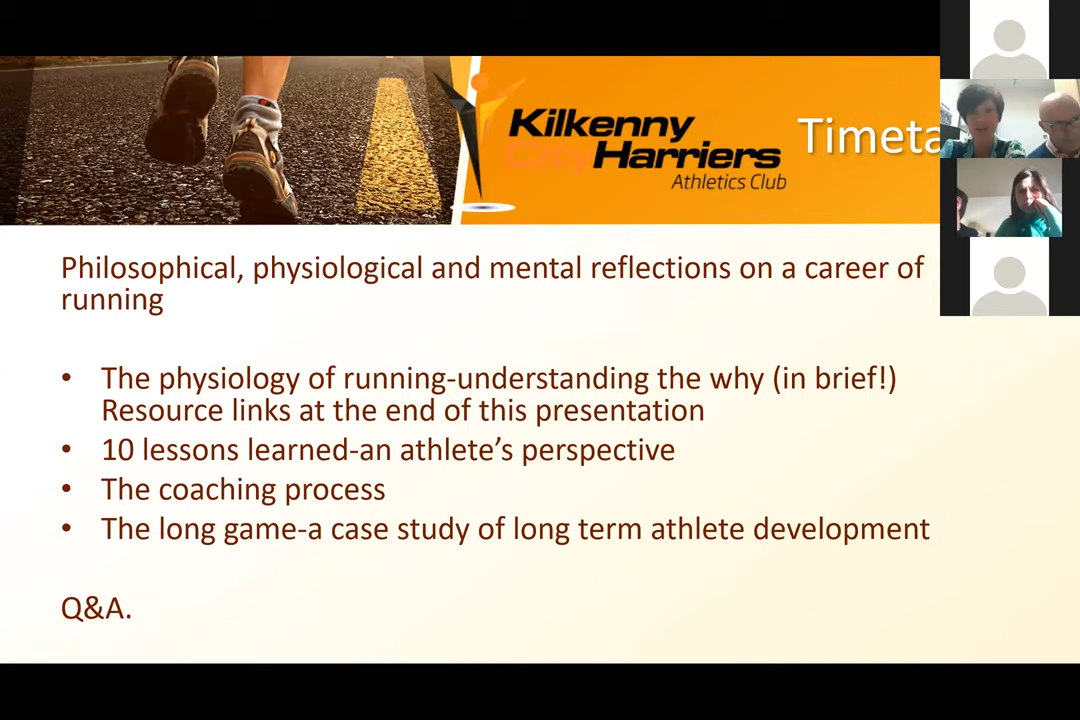 Kilkenny
City Harriers
Athletics Club
Timeta
Philosophical, physiological and mental reflections on a career of
running
• The physiology of running-understanding the why (in brief!)
Resource links at the end of this presentation
• 10 lessons learned-an athlete’s perspective
• The coaching process
• The long game-a case study of long term athlete development
Q&A.